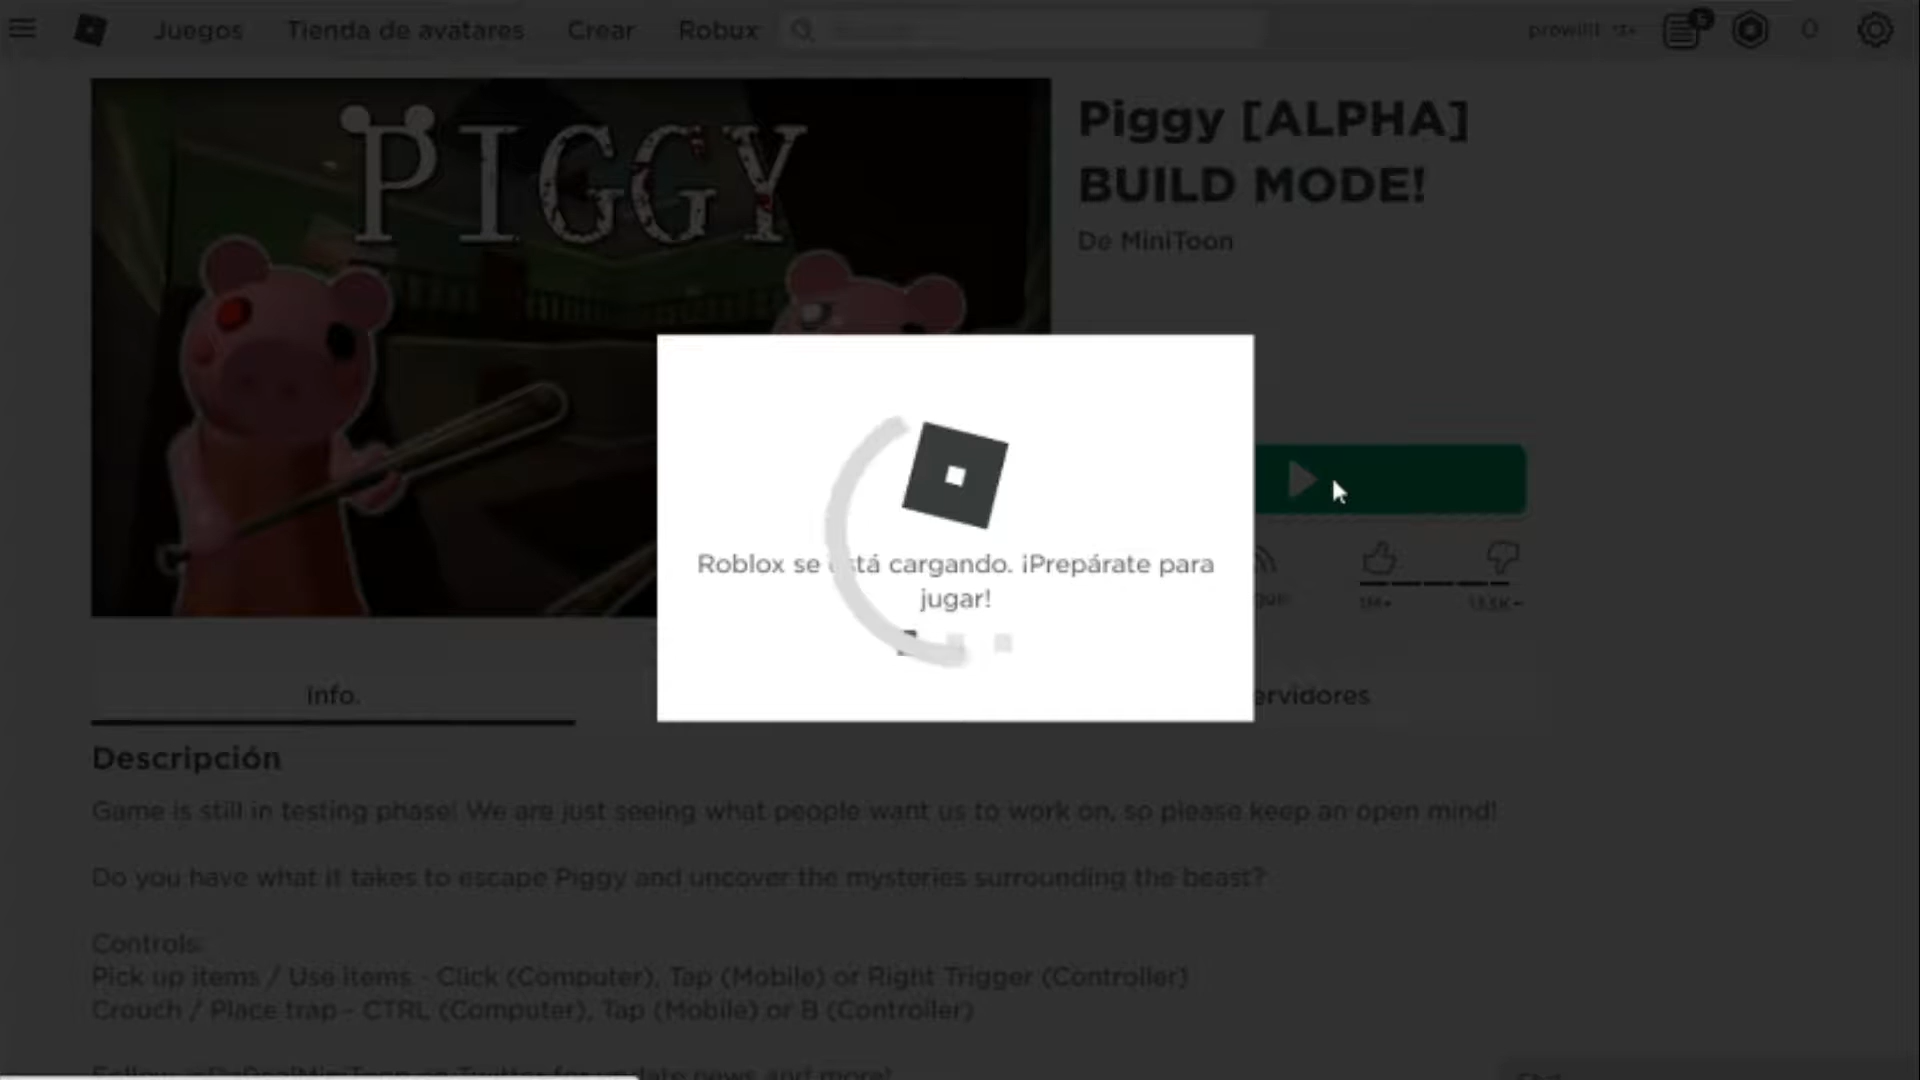 Juegos
Tienda de avatares
Crear
Robux
5
0
PIGGY
Piggy [ALPHA]
BUILD MODE!
De MiniToon
Roblox se está cargando. ¡Prepárate para
jugar!
1M+
Info.
ervidores
Descripción
Game is still in testing phase! We are just seeing what people want us to work on, so please keep an open mind!
Do you have what it takes to escape Piggy and uncover the mysteries surrounding the beast?
Controls:
Pick up items / Use items - Click (Computer), Tap (Mobile) or Right Trigger (Controller)
Crouch / Place trap - CTRL (Computer), Tap (Mobile) or B (Controller)